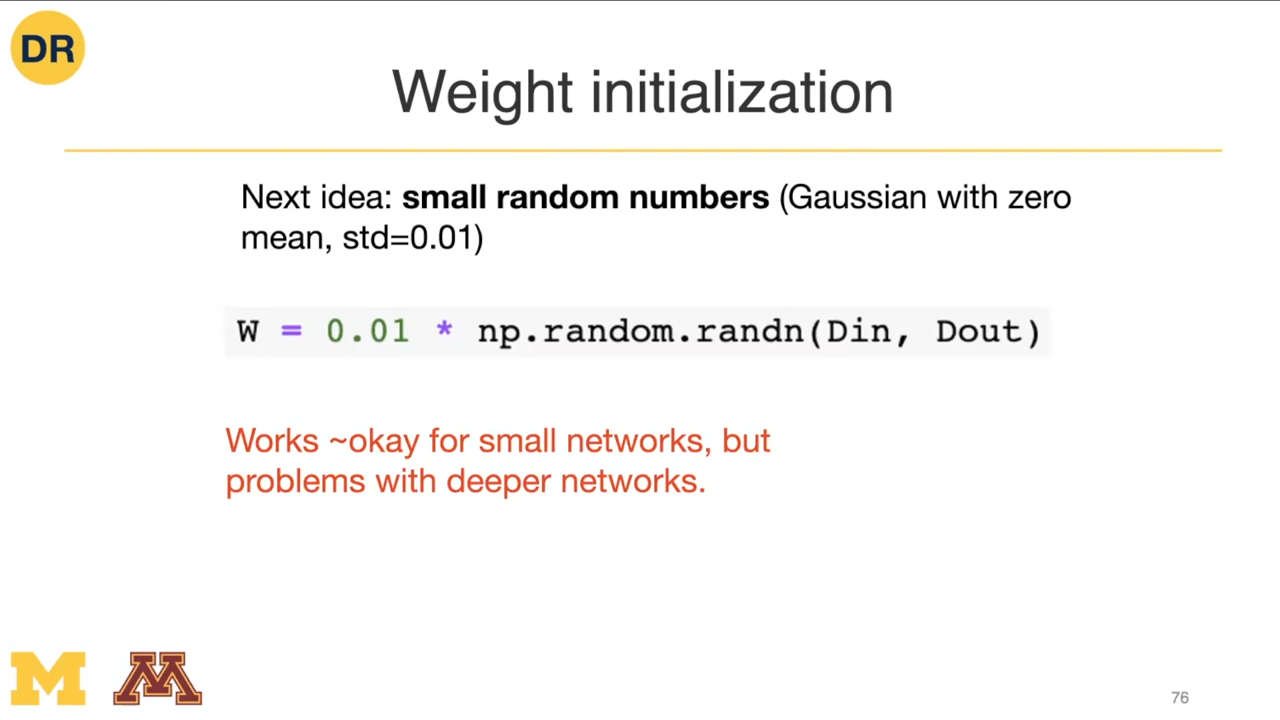 DR
Weight initialization
Next idea: small random numbers (Gaussian with zero
mean, std=0.01)
W = 0.01 * np.random.randn(Din, Dout)
Works ~okay for small networks, but
problems with deeper networks.
M M
76